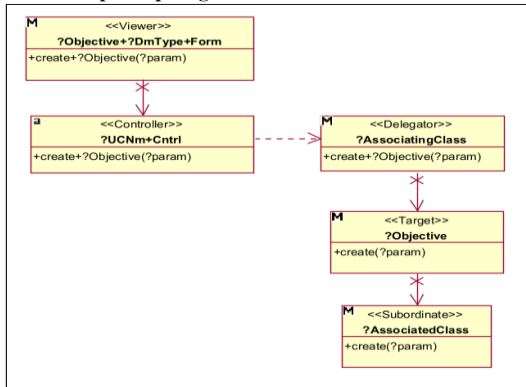 M
<<Viewer>>
?Objective+?DmType+Form
+create+?Objective(?param)
a
<<Controller>>
?UCNm+Cntrl
+create+?Objective(?param)
M
<<Delegator>>
?AssociatingClass
+create+?Objective(?param)
M
<<Target>>
?Objective
+create(?param)
M
<<Subordinate>>
?AssociatedClass
+create(?param)